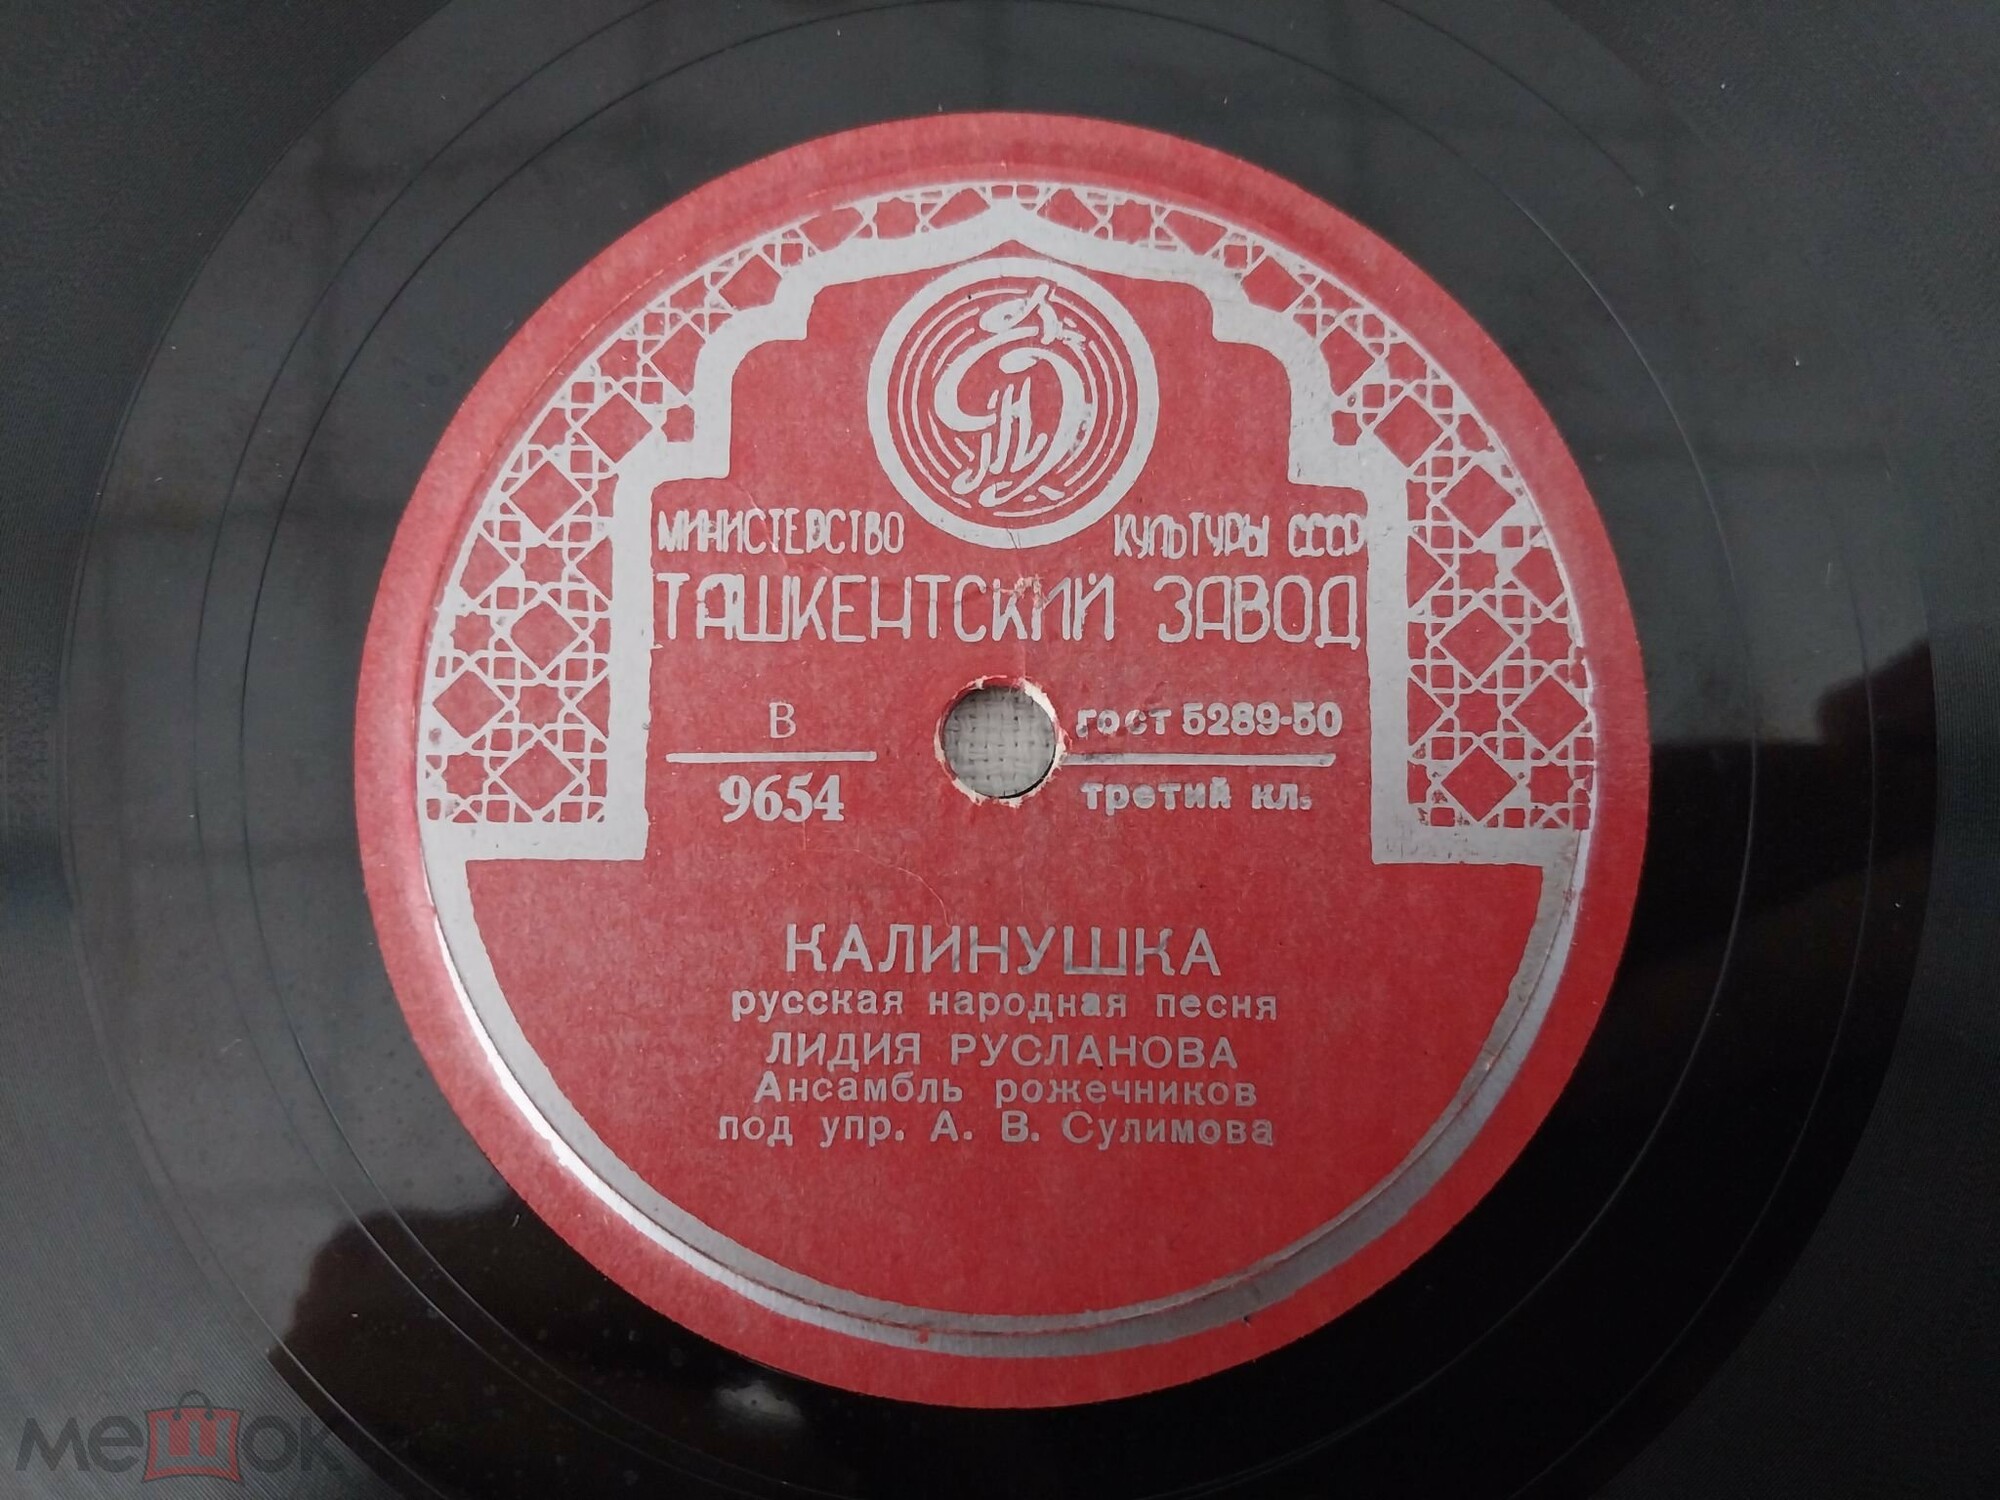 МИНИСТЕРСТВО КУЛЬТУРЫ СССР
ТАШКЕНТСКИЙ ЗАВОД
В гост 5289-50
9654 третий кл.
КАЛИНУШКА
русская народная песня
ЛИДИЯ РУСЛАНОВА
Ансамбль рожечников
под упр. А. В. Сулимова
мешок